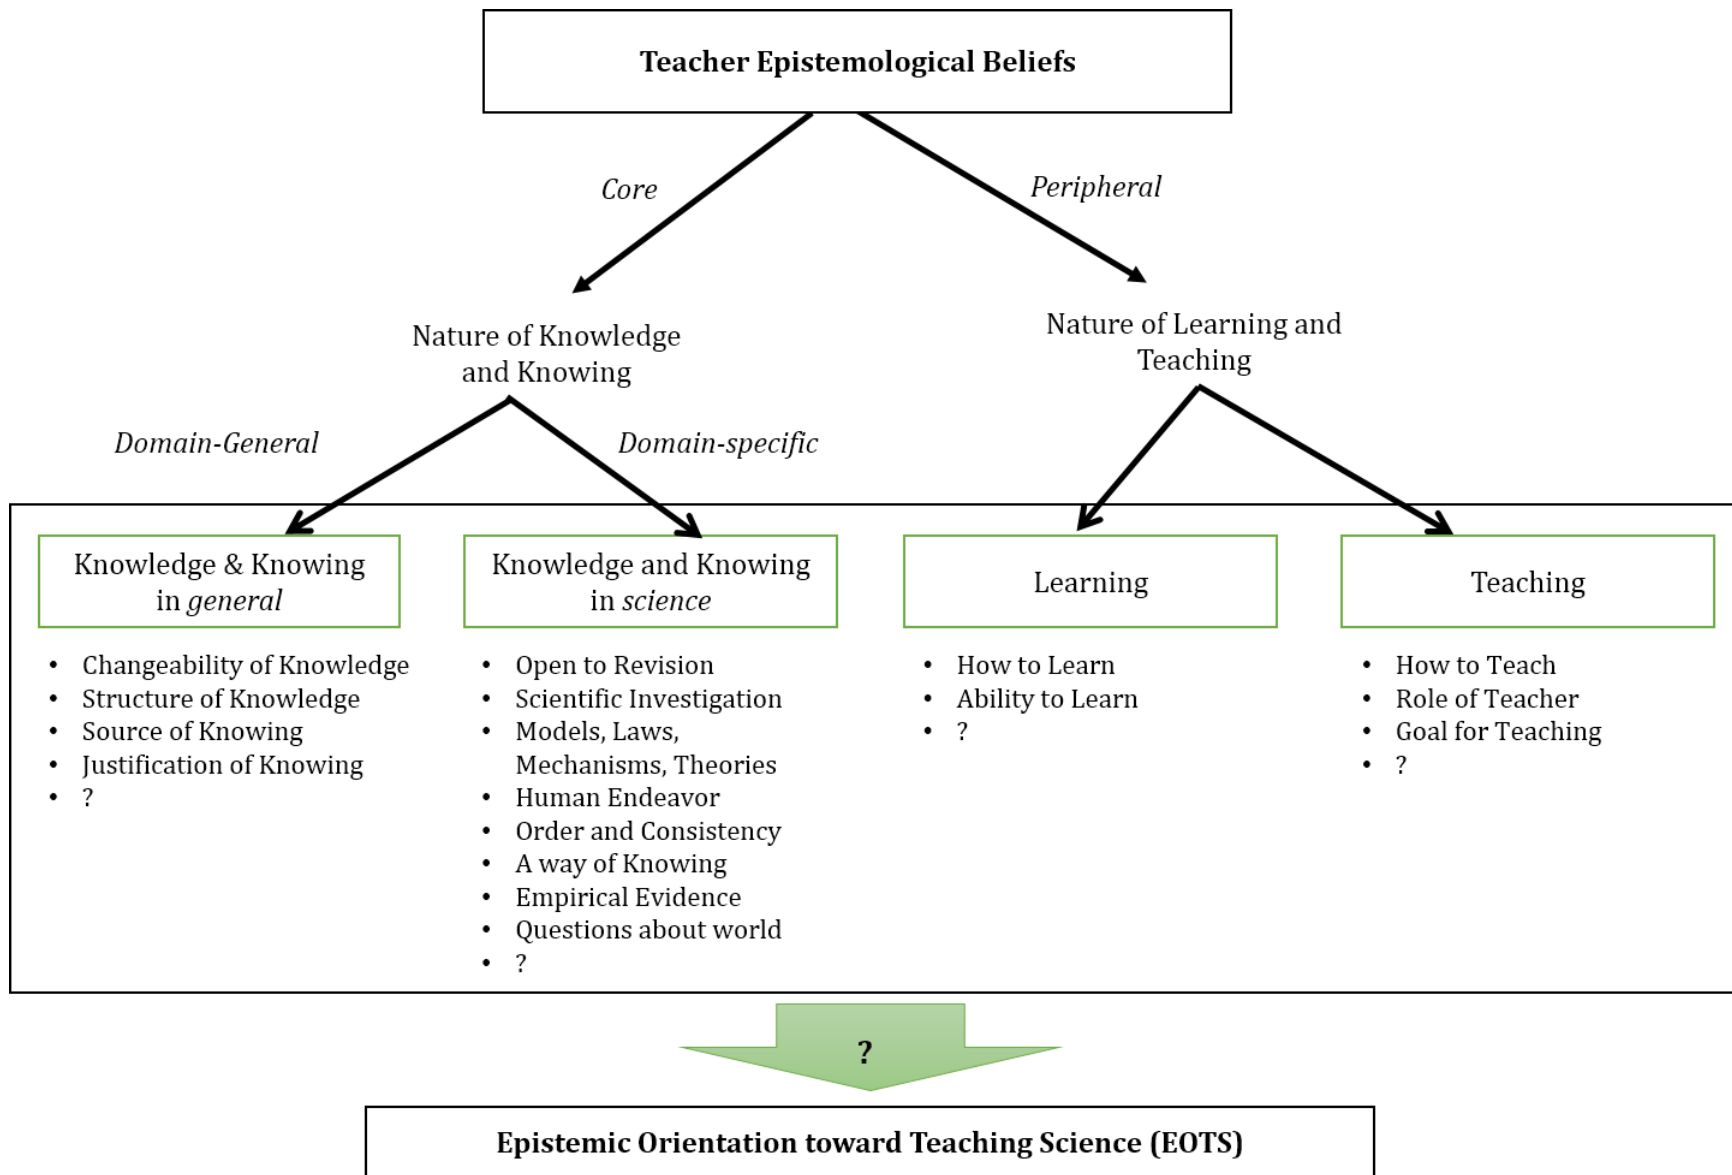 Teacher Epistemological Beliefs
Core
Peripheral
Nature of Knowledge
and Knowing
Nature of Learning and
Teaching
Domain-General
Domain-specific
Knowledge & Knowing
in general
• Changeability of Knowledge
• Structure of Knowledge
• Source of Knowing
• Justification of Knowing
• ?
Knowledge and Knowing
in science
• Open to Revision
• Scientific Investigation
• Models, Laws,
Mechanisms, Theories
• Human Endeavor
• Order and Consistency
• A way of Knowing
• Empirical Evidence
• Questions about world
• ?
Learning
• How to Learn
• Ability to Learn
• ?
Teaching
• How to Teach
• Role of Teacher
• Goal for Teaching
• ?
?
Epistemic Orientation toward Teaching Science (EOTS)